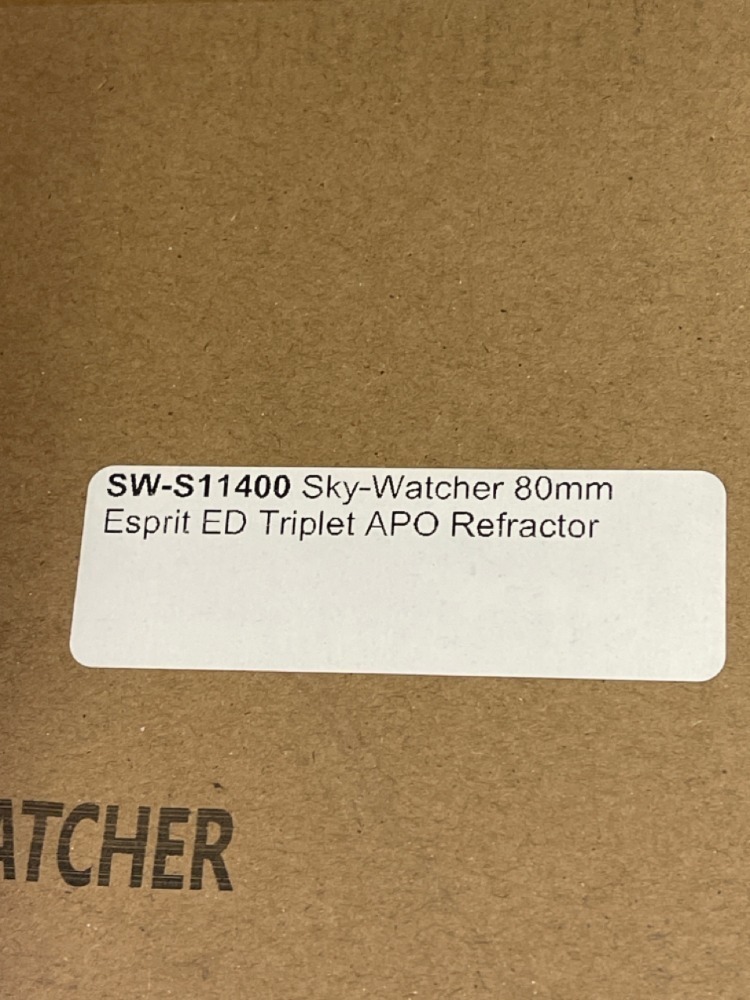 SW-S11400 Sky-Watcher 80mm
Esprit ED Triplet APO Refractor
ATCHER